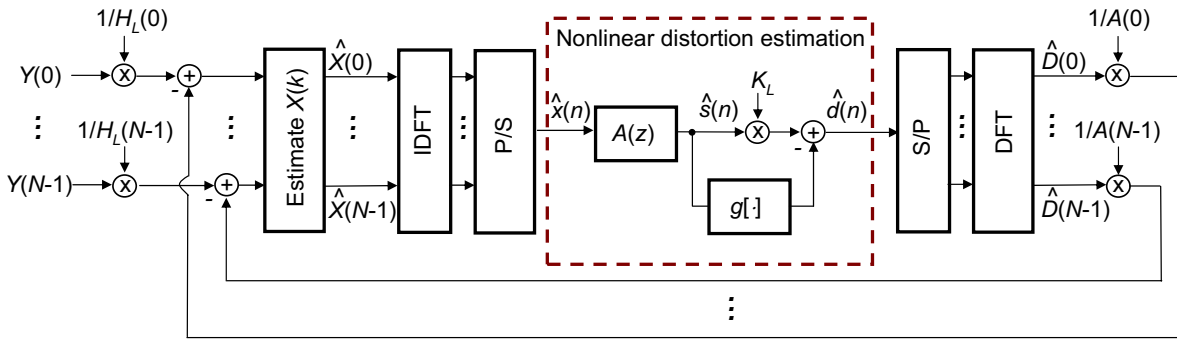 1/H_L(0)
Y(0)
x
+
-
⋮
1/H_L(N-1)
Y(N-1)
x
+
-
⋮
Estimate X(k)
X̂(0)
⋮
X̂(N-1)
IDFT
⋮
P/S
Nonlinear distortion estimation
x̂(n)
A(z)
ŝ(n)
K_L
x
+
-
d̂(n)
g[·]
S/P
⋮
DFT
D̂(0)
⋮
D̂(N-1)
1/A(0)
x
⋮
1/A(N-1)
x
⋯